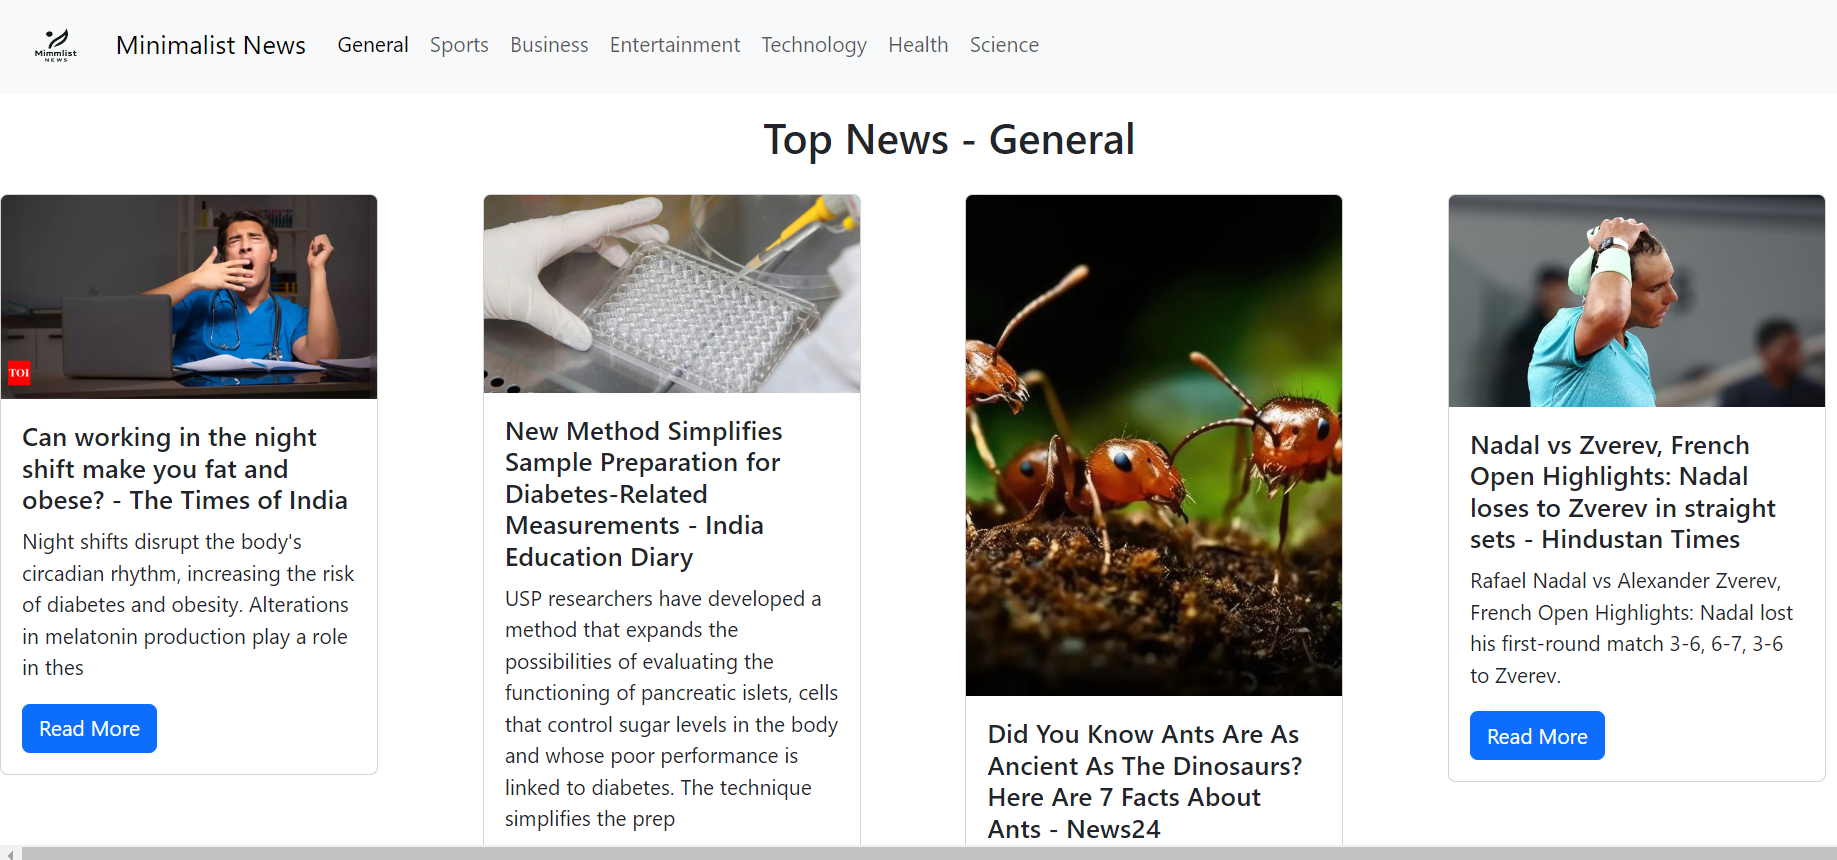 Mimmlist
NEWS
Minimalist News
General
Sports
Business
Entertainment
Technology
Health
Science
Top News - General
TOI
Can working in the night
shift make you fat and
obese? - The Times of India
Night shifts disrupt the body's
circadian rhythm, increasing the risk
of diabetes and obesity. Alterations
in melatonin production play a role
in thes
Read More
New Method Simplifies
Sample Preparation for
Diabetes-Related
Measurements - India
Education Diary
USP researchers have developed a
method that expands the
possibilities of evaluating the
functioning of pancreatic islets, cells
that control sugar levels in the body
and whose poor performance is
linked to diabetes. The technique
simplifies the prep
Did You Know Ants Are As
Ancient As The Dinosaurs?
Here Are 7 Facts About
Ants - News24
Nadal vs Zverev, French
Open Highlights: Nadal
loses to Zverev in straight
sets - Hindustan Times
Rafael Nadal vs Alexander Zverev,
French Open Highlights: Nadal lost
his first-round match 3-6, 6-7, 3-6
to Zverev.
Read More